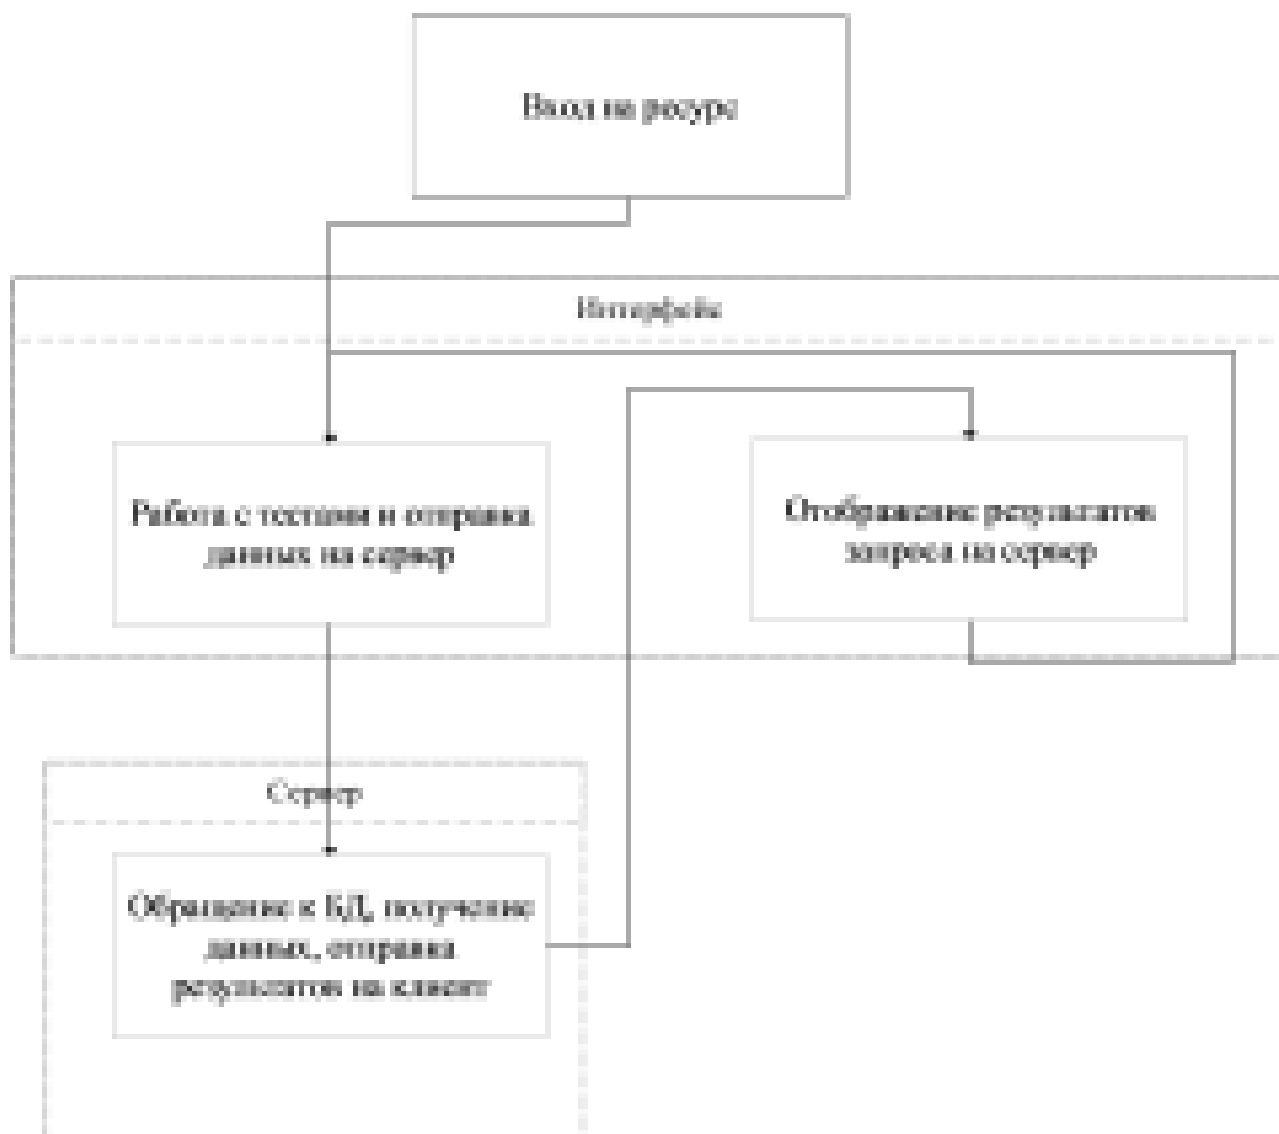 Вход на ресурс
Интерфейс
Работа с тестами и отправка
данных на сервер
Отображение результатов
запроса на сервер
Сервер
Обращение к БД, получение
данных, отправка
результатов на клиент